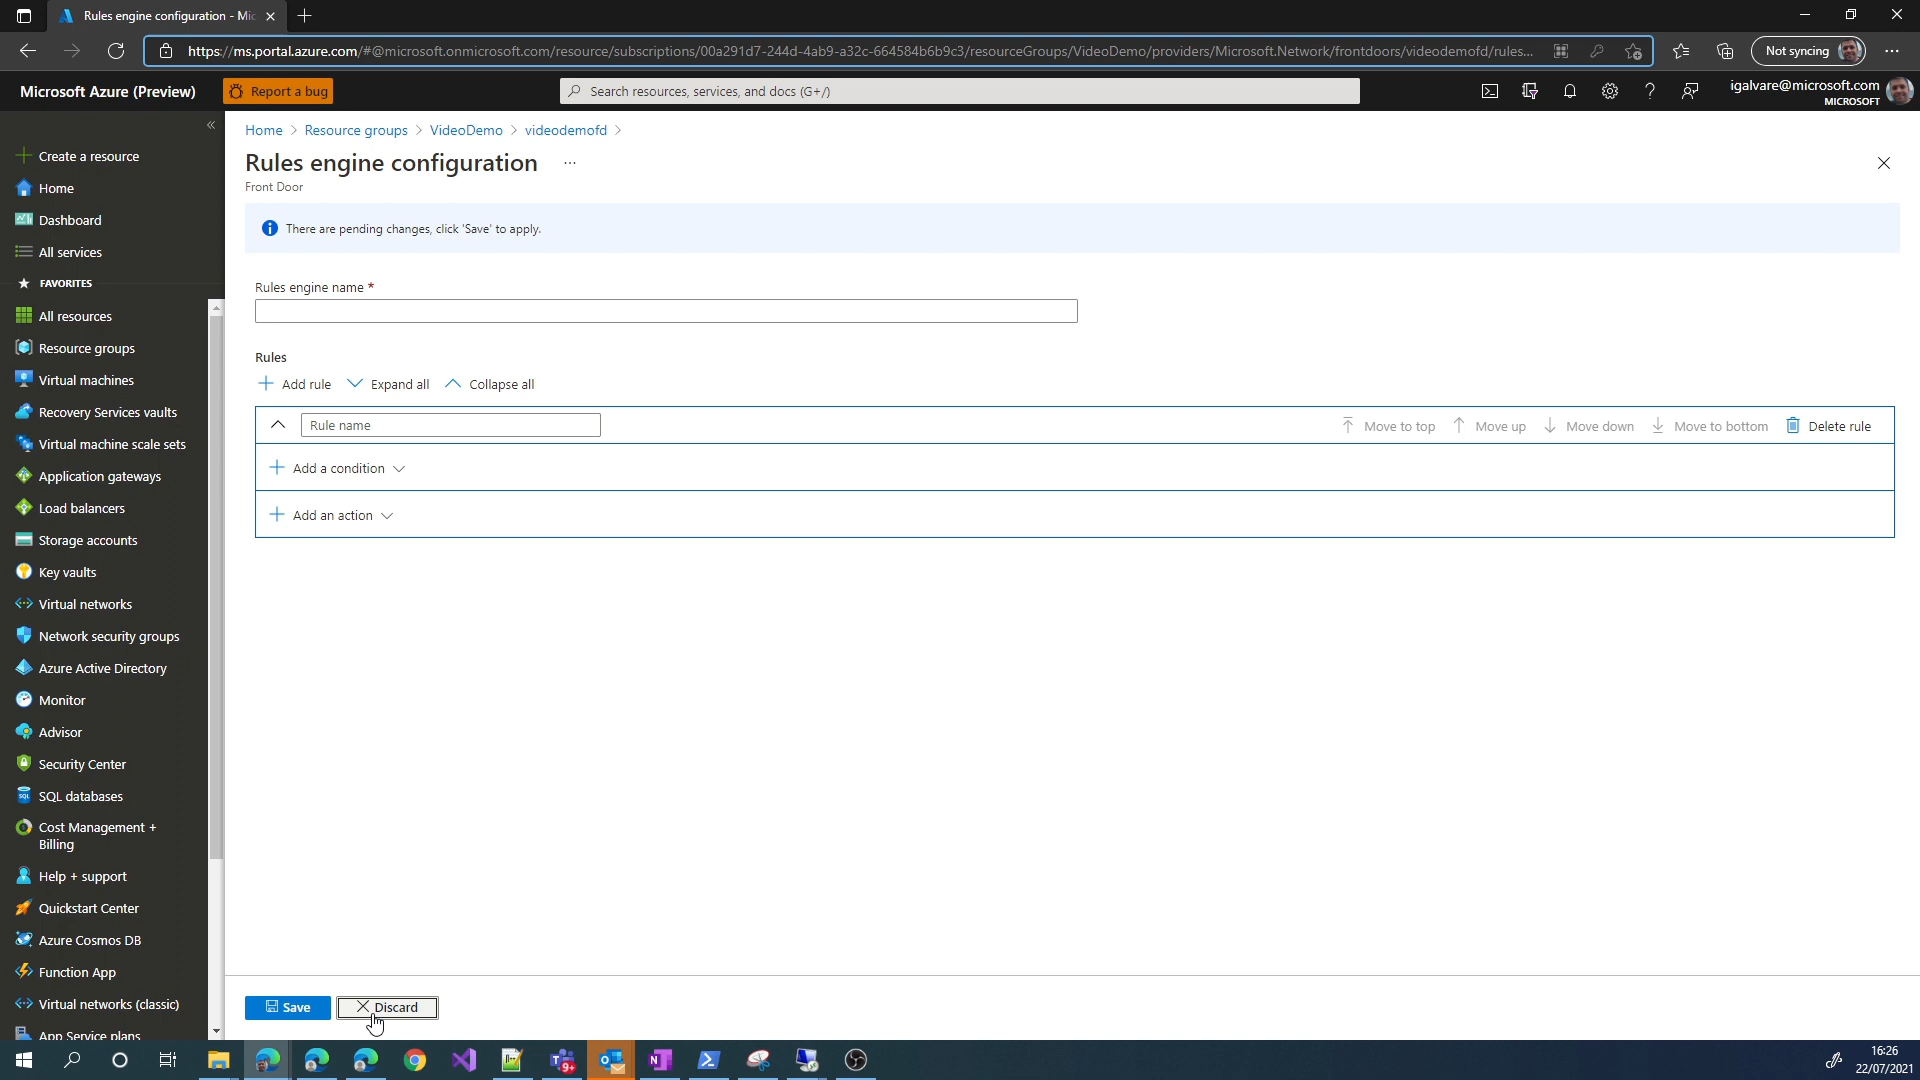 Rules engine configuration - Mic
https://ms.portal.azure.com/#@microsoft.onmicrosoft.com/resource/subscriptions/00a291d7-244d-4ab9-a32c-664584b6b9c3/resourceGroups/VideoDemo/providers/Microsoft.Network/frontdoors/videodemofd/rules...
Not syncing
Microsoft Azure (Preview)
Report a bug
Search resources, services, and docs (G+/)
igalvare@microsoft.com
MICROSOFT
Create a resource
Home
Dashboard
All services
FAVORITES
All resources
Resource groups
Virtual machines
Recovery Services vaults
Virtual machine scale sets
Application gateways
Load balancers
Storage accounts
Key vaults
Virtual networks
Network security groups
Azure Active Directory
Monitor
Advisor
Security Center
SQL databases
Cost Management +
Billing
Help + support
Quickstart Center
Azure Cosmos DB
Function App
Virtual networks (classic)
App Service plans
Home > Resource groups > VideoDemo > videodemofd >
Rules engine configuration ...
Front Door
There are pending changes, click 'Save' to apply.
Rules engine name *
Rules
Add rule Expand all Collapse all
Rule name
Move to top Move up Move down Move to bottom Delete rule
Add a condition
Add an action
Save Discard
9+
16:26
22/07/2021